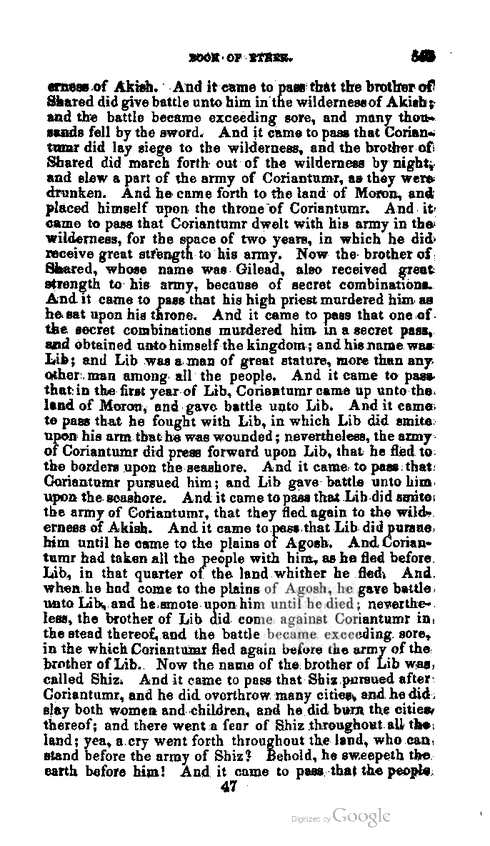 BOOK OF ETHER.
erness of Akish. And it came to pass that the brother of
Shared did give battle unto him in the wilderness of Akish;
and the battle became exceeding sore, and many thou-
sands fell by the sword. And it came to pass that Corian-
tumr did lay siege to the wilderness, and the brother of
Shared did march forth out of the wilderness by night,
and slew a part of the army of Coriantumr, as they were
drunken. And he came forth to the land of Moron, and
placed himself upon the throne of Coriantumr. And it
came to pass that Coriantumr dwelt with his army in the
wilderness, for the space of two years, in which he did
receive great strength to his army. Now the brother of
Shared, whose name was Gilead, also received great
strength to his army, because of secret combinations.
And it came to pass that his high priest murdered him as
he sat upon his throne. And it came to pass that one of
the secret combinations murdered him in a secret pass,
and obtained unto himself the kingdom; and his name was
Lib; and Lib was a man of great stature, more than any
other man among all the people. And it came to pass
that in the first year of Lib, Coriantumr came up unto the
land of Moron, and gave battle unto Lib. And it came
to pass that he fought with Lib, in which Lib did smite
upon his arm that he was wounded; nevertheless, the army
of Coriantumr did press forward upon Lib, that he fled to
the borders upon the seashore. And it came to pass that
Coriantumr pursued him; and Lib gave battle unto him
upon the seashore. And it came to pass that Lib did smite
the army of Coriantumr, that they fled again to the wild-
erness of Akish. And it came to pass that Lib did pursue
him until he came to the plains of Agosh. And Corian-
tumr had taken all the people with him, as he fled before
Lib, in that quarter of the land whither he fled. And
when he had come to the plains of Agosh, he gave battle
unto Lib, and he smote upon him until he died; neverthe-
less, the brother of Lib did come against Coriantumr in
the stead thereof, and the battle became exceeding sore,
in the which Coriantumr fled again before the army of the
brother of Lib. Now the name of the brother of Lib was
called Shiz. And it came to pass that Shiz pursued after
Coriantumr, and he did overthrow many cities, and he did
slay both women and children, and he did burn the cities
thereof; and there went a fear of Shiz throughout all the
land; yea, a cry went forth throughout the land, who can
stand before the army of Shiz? Behold, he sweepeth the
earth before him! And it came to pass that the people
47
Digitized by Google